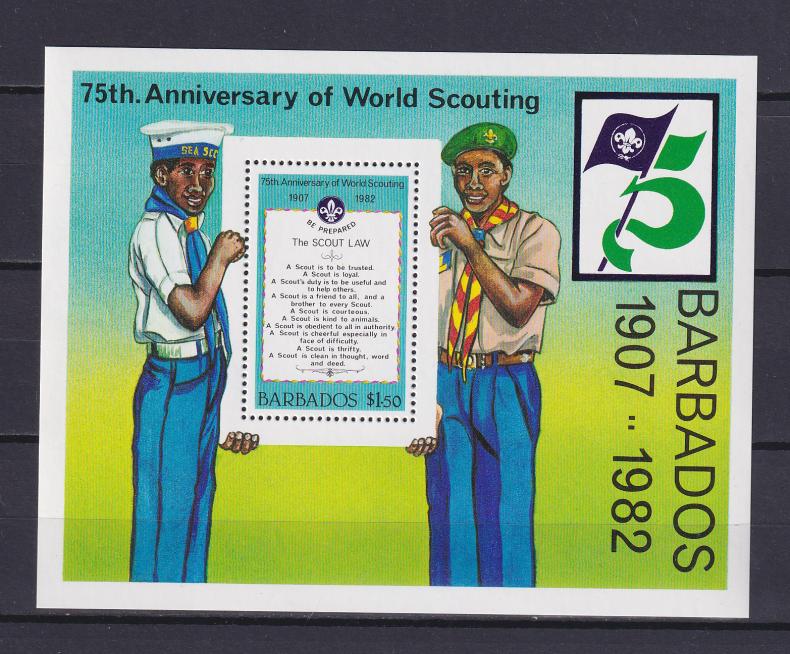 75th. Anniversary of World Scouting
SEA SCO
75th. Anniversary of World Scouting
1907 1982
BE PREPARED
The SCOUT LAW
A Scout is to be trusted.
A Scout is loyal.
A Scout's duty is to be useful and
to help others.
A Scout is a friend to all, and a
brother to every Scout.
A Scout is courteous.
A Scout is kind to animals.
A Scout is obedient to all in authority.
A Scout is cheerful especially in
face of difficulty.
A Scout is thrifty.
A Scout is clean in thought, word
and deed.
BARBADOS $1·50
75
BARBADOS
1907 .. 1982